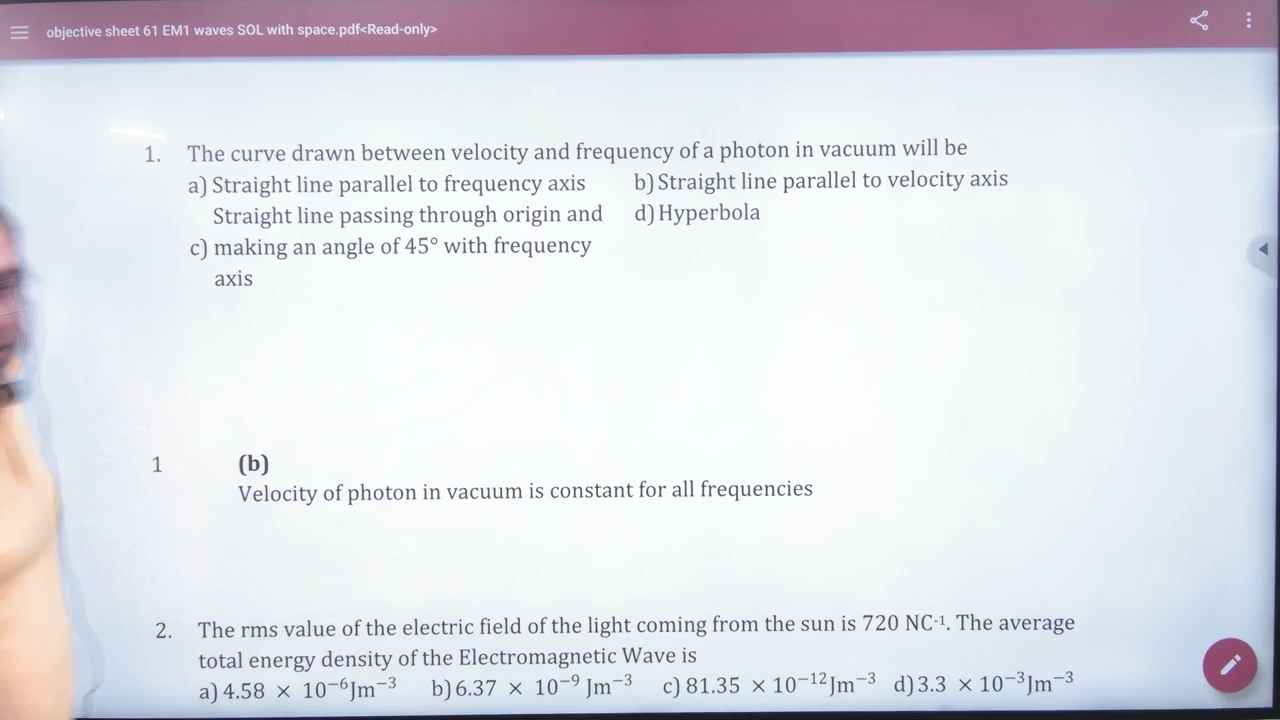 objective sheet 61 EM1 waves SOL with space.pdf<Read-only>
1. The curve drawn between velocity and frequency of a photon in vacuum will be
a) Straight line parallel to frequency axis b) Straight line parallel to velocity axis
Straight line passing through origin and d) Hyperbola
c) making an angle of 45° with frequency
axis
1 (b)
Velocity of photon in vacuum is constant for all frequencies
2. The rms value of the electric field of the light coming from the sun is 720 NC⁻¹. The average
total energy density of the Electromagnetic Wave is
a) 4.58 × 10⁻⁶Jm⁻³ b) 6.37 × 10⁻⁹ Jm⁻³ c) 81.35 × 10⁻¹²Jm⁻³ d) 3.3 × 10⁻³Jm⁻³